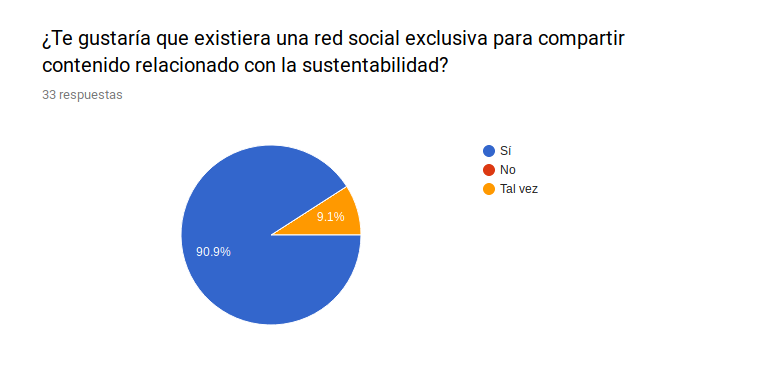 ¿Te gustaría que existiera una red social exclusiva para compartir
contenido relacionado con la sustentabilidad?
33 respuestas
Sí
No
Tal vez
9.1%
90.9%